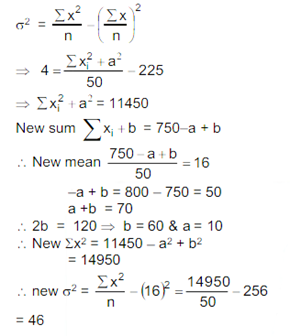 σ² = Σx²/n − (Σx/n)²
⇒ 4 = (Σxᵢ² + a²)/50 − 225
⇒ Σxᵢ² + a² = 11450
New sum Σxᵢ + b = 750–a + b
∴ New mean (750 – a + b)/50 = 16
–a + b = 800 – 750 = 50
a +b = 70
∴ 2b = 120 ⇒ b = 60 & a = 10
∴ New Σx² = 11450 – a² + b²
= 14950
∴ new σ² = Σx²/n − (16)² = 14950/50 − 256
= 46